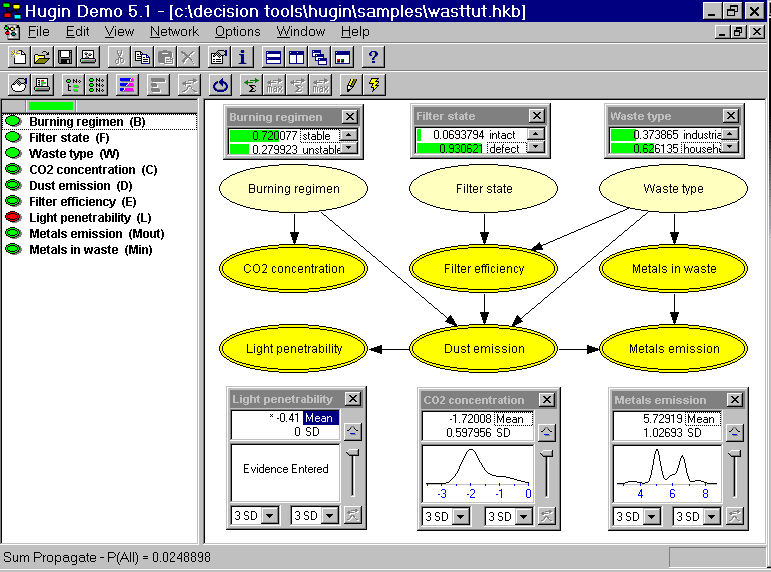 Hugin Demo 5.1 - [c:\decision tools\hugin\samples\wasttut.hkb]
File Edit View Network Options Window Help
Burning regimen (B)
Filter state (F)
Waste type (W)
CO2 concentration (C)
Dust emission (D)
Filter efficiency (E)
Light penetrability (L)
Metals emission (Mout)
Metals in waste (Min)
Burning regimen
0.720077 stable
0.279923 unstable
Filter state
0.0693794 intact
0.930621 defect
Waste type
0.373865 industria
0.626135 househo
Burning regimen
Filter state
Waste type
CO2 concentration
Filter efficiency
Metals in waste
Light penetrability
Dust emission
Metals emission
Light penetrability
* -0.41 Mean
0 SD
Evidence Entered
3 SD 3 SD
CO2 concentration
-1.72008 Mean
0.597956 SD
-3 -2 -1 0
3 SD 3 SD
Metals emission
5.72919 Mean
1.02693 SD
4 6 8
3 SD 3 SD
Sum Propagate - P(All) = 0.0248898